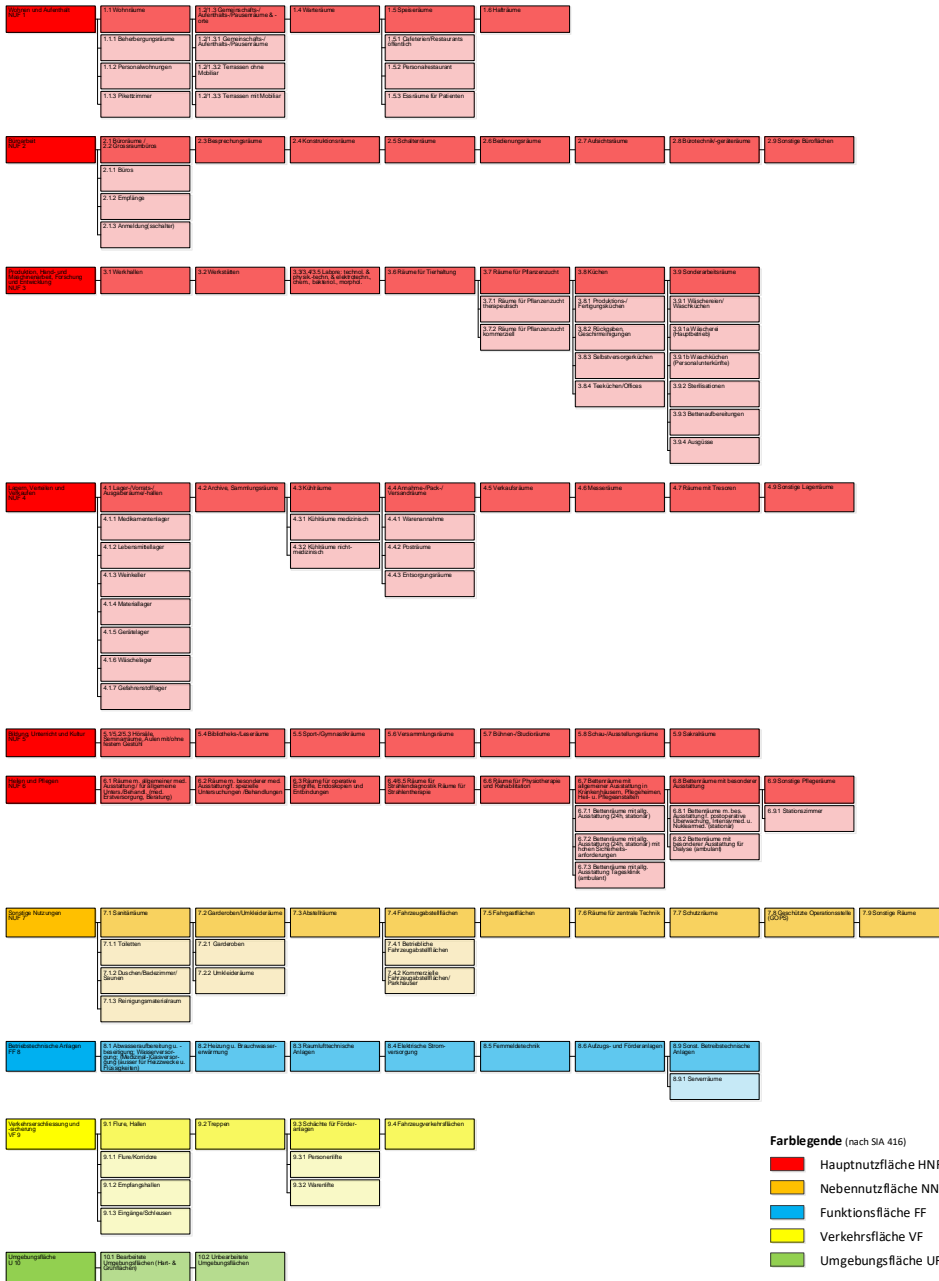 Wohnen und Aufenthalt
NUF 1
1.1 Wohnräume
1.2/1.3 Gemeinschafts-/
Aufenthalts-/Pausenräume & -
orte
1.4 Warteräume
1.5 Speiseräume
1.6 Hafträume
1.1.1 Beherbergungsräume
1.2/1.3.1 Gemeinschafts-/
Aufenthalts-/Pausenräume
1.5.1 Cafeterien/Restaurants
öffentlich
1.1.2 Personalwohnungen
1.2/1.3.2 Terrassen ohne
Mobiliar
1.5.2 Personalrestaurant
1.1.3 Pikettzimmer
1.2/1.3.3 Terrassen mit Mobiliar
1.5.3 Essräume für Patienten
Büroarbeit
NUF 2
2.1 Büroräume /
2.2 Grossraumbüros
2.3 Besprechungsräume
2.4 Konstruktionsräume
2.5 Schalterräume
2.6 Bedienungsräume
2.7 Aufsichtsräume
2.8 Bürotechnik-/-geräteräume
2.9 Sonstige Büroflächen
2.1.1 Büros
2.1.2 Empfänge
2.1.3 Anmeldung(sschalter)
Produktion, Hand- und
Maschinenarbeit, Forschung
und Entwicklung
NUF 3
3.1 Werkhallen
3.2 Werkstätten
3.3/3.4/3.5 Labors: technol. &
physik.-techn. & elektrotechn.,
chem., bakteriol., morphol.
3.6 Räume für Tierhaltung
3.7 Räume für Pflanzenzucht
3.8 Küchen
3.9 Sonderarbeitsräume
3.7.1 Räume für Pflanzenzucht
therapeutisch
3.8.1 Produktions-/
Fertigungsküchen
3.9.1 Wäschereien/
Waschküchen
3.7.2 Räume für Pflanzenzucht
kommerziell
3.8.2 Rückgaben,
Geschirrreinigungen
3.9.1a Wäscherei
(Hauptbetrieb)
3.8.3 Selbstversorgerküchen
3.9.1b Waschküchen
(Personalunterkünfte)
3.8.4 Teeküchen/Offices
3.9.2 Sterilisationen
3.9.3 Bettenaufbereitungen
3.9.4 Ausgüsse
Lagern, Verteilen und
Verkaufen
NUF 4
4.1 Lager-/Vorrats-/
Ausgaberäume/-hallen
4.2 Archive, Sammlungsräume
4.3 Kühlräume
4.4 Annahme-/Pack-/
Versandräume
4.5 Verkaufsräume
4.6 Messeräume
4.7 Räume mit Tresoren
4.9 Sonstige Lagerräume
4.1.1 Medikamentenlager
4.3.1 Kühlräume medizinisch
4.4.1 Warenannahme
4.1.2 Lebensmittellager
4.3.2 Kühlräume nicht-
medizinisch
4.4.2 Posträume
4.1.3 Weinkeller
4.4.3 Entsorgungsräume
4.1.4 Materiallager
4.1.5 Gerätelager
4.1.6 Wäschelager
4.1.7 Gefahrenstofflager
Bildung, Unterricht und Kultur
NUF 5
5.1/5.2/5.3 Hörsäle,
Seminarräume, Aulen mit/ohne
festem Gestühl
5.4 Bibliotheks-/Leseräume
5.5 Sport-/Gymnastikräume
5.6 Versammlungsräume
5.7 Bühnen-/Studioräume
5.8 Schau-/Ausstellungsräume
5.9 Sakralräume
Heilen und Pflegen
NUF 6
6.1 Räume m. allgemeiner med.
Ausstattung / für allgemeine
Unters./Behandl. (med.
Erstversorgung, Beratung)
6.2 Räume m. besonderer med.
Ausstattung/f. spezielle
Untersuchungen /Behandlungen
6.3 Räume für operative
Eingriffe, Endoskopien und
Entbindungen
6.4/6.5 Räume für
Strahlendiagnostik Räume für
Strahlentherapie
6.6 Räume für Physiotherapie
und Rehabilitation
6.7 Bettenräume mit
allgemeiner Ausstattung in
Krankenhäusern, Pflegeheimen,
Heil- u. Pflegeanstalten
6.8 Bettenräume mit besonderer
Ausstattung
6.9 Sonstige Pflegeräume
6.7.1 Bettenräume mit allg.
Ausstattung (24h, stationär)
6.8.1 Bettenräume m. bes.
Ausstattung f. postoperative
Überwachung, Intensivmed. u.
Nuklearmed. (stationär)
6.9.1 Stationszimmer
6.7.2 Bettenräume mit allg.
Ausstattung (24h, stationär) mit
hohen Sicherheits-
anforderungen
6.8.2 Bettenräume mit
besonderer Ausstattung für
Dialyse (ambulant)
6.7.3 Bettenräume mit allg.
Ausstattung Tagesklinik
(ambulant)
Sonstige Nutzungen
NUF 7
7.1 Sanitärräume
7.2 Garderoben/Umkleideräume
7.3 Abstellräume
7.4 Fahrzeugabstellflächen
7.5 Fahrgastflächen
7.6 Räume für zentrale Technik
7.7 Schutzräume
7.8 Geschützte Operationsstelle
(GOPS)
7.9 Sonstige Räume
7.1.1 Toiletten
7.2.1 Garderoben
7.4.1 Betriebliche
Fahrzeugabstellflächen
7.1.2 Duschen/Badezimmer/
Saunen
7.2.2 Umkleideräume
7.4.2 Kommerzielle
Fahrzeugabstellflächen/
Parkhäuser
7.1.3 Reinigungsmaterialraum
Betriebstechnische Anlagen
FF 8
8.1 Abwasseraufbereitung u. -
beseitigung; Wasserversor-
gung; (Medizinal-)Gasversor-
gung (ausser für Heizzwecke u.
Flüssigkeiten)
8.2 Heizung u. Brauchwasser-
erwärmung
8.3 Raumlufttechnische
Anlagen
8.4 Elektrische Strom-
versorgung
8.5 Fernmeldetechnik
8.6 Aufzugs- und Förderanlagen
8.9 Sonst. Betriebstechnische
Anlagen
8.9.1 Serverräume
Verkehrserschliessung und
-sicherung
VF 9
9.1 Flure, Hallen
9.2 Treppen
9.3 Schächte für Förder-
anlagen
9.4 Fahrzeugverkehrsflächen
9.1.1 Flure/Korridore
9.3.1 Personenlifte
9.1.2 Empfangshallen
9.3.2 Warenlifte
9.1.3 Eingänge/Schleusen
Umgebungsfläche
U 10
10.1 Bearbeitete
Umgebungsflächen (Hart- &
Grünflächen)
10.2 Unbearbeitete
Umgebungsflächen
Farblegende (nach SIA 416)
Hauptnutzfläche HNF
Nebennutzfläche NN
Funktionsfläche FF
Verkehrsfläche VF
Umgebungsfläche UF